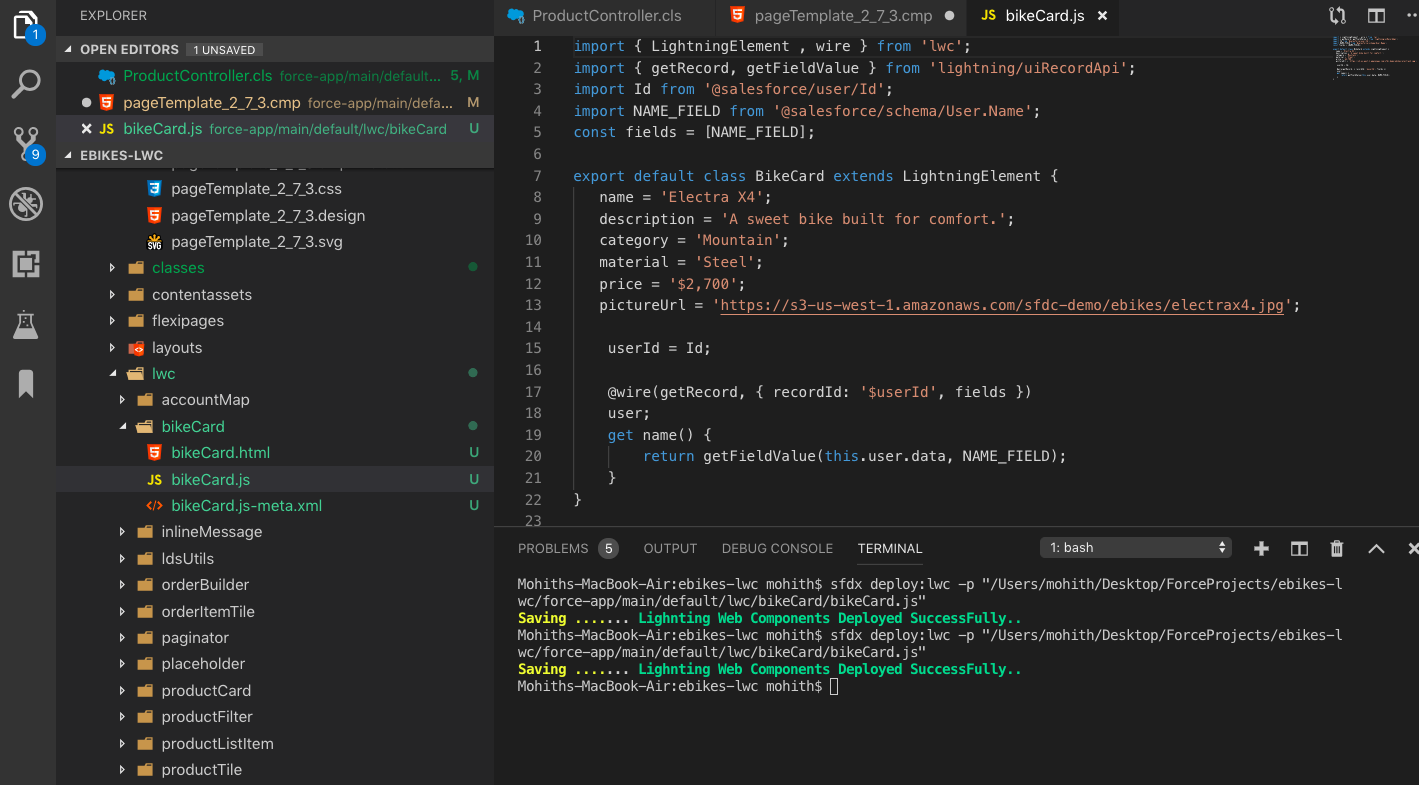 1
9
EXPLORER
OPEN EDITORS 1 UNSAVED
ProductController.cls force-app/main/default... 5, M
pageTemplate_2_7_3.cmp force-app/main/defa... M
JS bikeCard.js force-app/main/default/lwc/bikeCard U
EBIKES-LWC
pageTemplate_2_7_3.css
pageTemplate_2_7_3.design
SVG pageTemplate_2_7_3.svg
classes
contentassets
flexipages
layouts
lwc
accountMap
bikeCard
bikeCard.html U
JS bikeCard.js U
bikeCard.js-meta.xml U
inlineMessage
ldsUtils
orderBuilder
orderItemTile
paginator
placeholder
productCard
productFilter
productListItem
productTile
ProductController.cls pageTemplate_2_7_3.cmp JS bikeCard.js
1 import { LightningElement , wire } from 'lwc';
2 import { getRecord, getFieldValue } from 'lightning/uiRecordApi';
3 import Id from '@salesforce/user/Id';
4 import NAME_FIELD from '@salesforce/schema/User.Name';
5 const fields = [NAME_FIELD];
6
7 export default class BikeCard extends LightningElement {
8 name = 'Electra X4';
9 description = 'A sweet bike built for comfort.';
10 category = 'Mountain';
11 material = 'Steel';
12 price = '$2,700';
13 pictureUrl = 'https://s3-us-west-1.amazonaws.com/sfdc-demo/ebikes/electrax4.jpg';
14
15 userId = Id;
16
17 @wire(getRecord, { recordId: '$userId', fields })
18 user;
19 get name() {
20 return getFieldValue(this.user.data, NAME_FIELD);
21 }
22 }
23
PROBLEMS 5 OUTPUT DEBUG CONSOLE TERMINAL 1: bash
Mohiths-MacBook-Air:ebikes-lwc mohith$ sfdx deploy:lwc -p "/Users/mohith/Desktop/ForceProjects/ebikes-l
wc/force-app/main/default/lwc/bikeCard/bikeCard.js"
Saving ....... Lighnting Web Components Deployed SuccessFully..
Mohiths-MacBook-Air:ebikes-lwc mohith$ sfdx deploy:lwc -p "/Users/mohith/Desktop/ForceProjects/ebikes-l
wc/force-app/main/default/lwc/bikeCard/bikeCard.js"
Saving ....... Lighnting Web Components Deployed SuccessFully..
Mohiths-MacBook-Air:ebikes-lwc mohith$